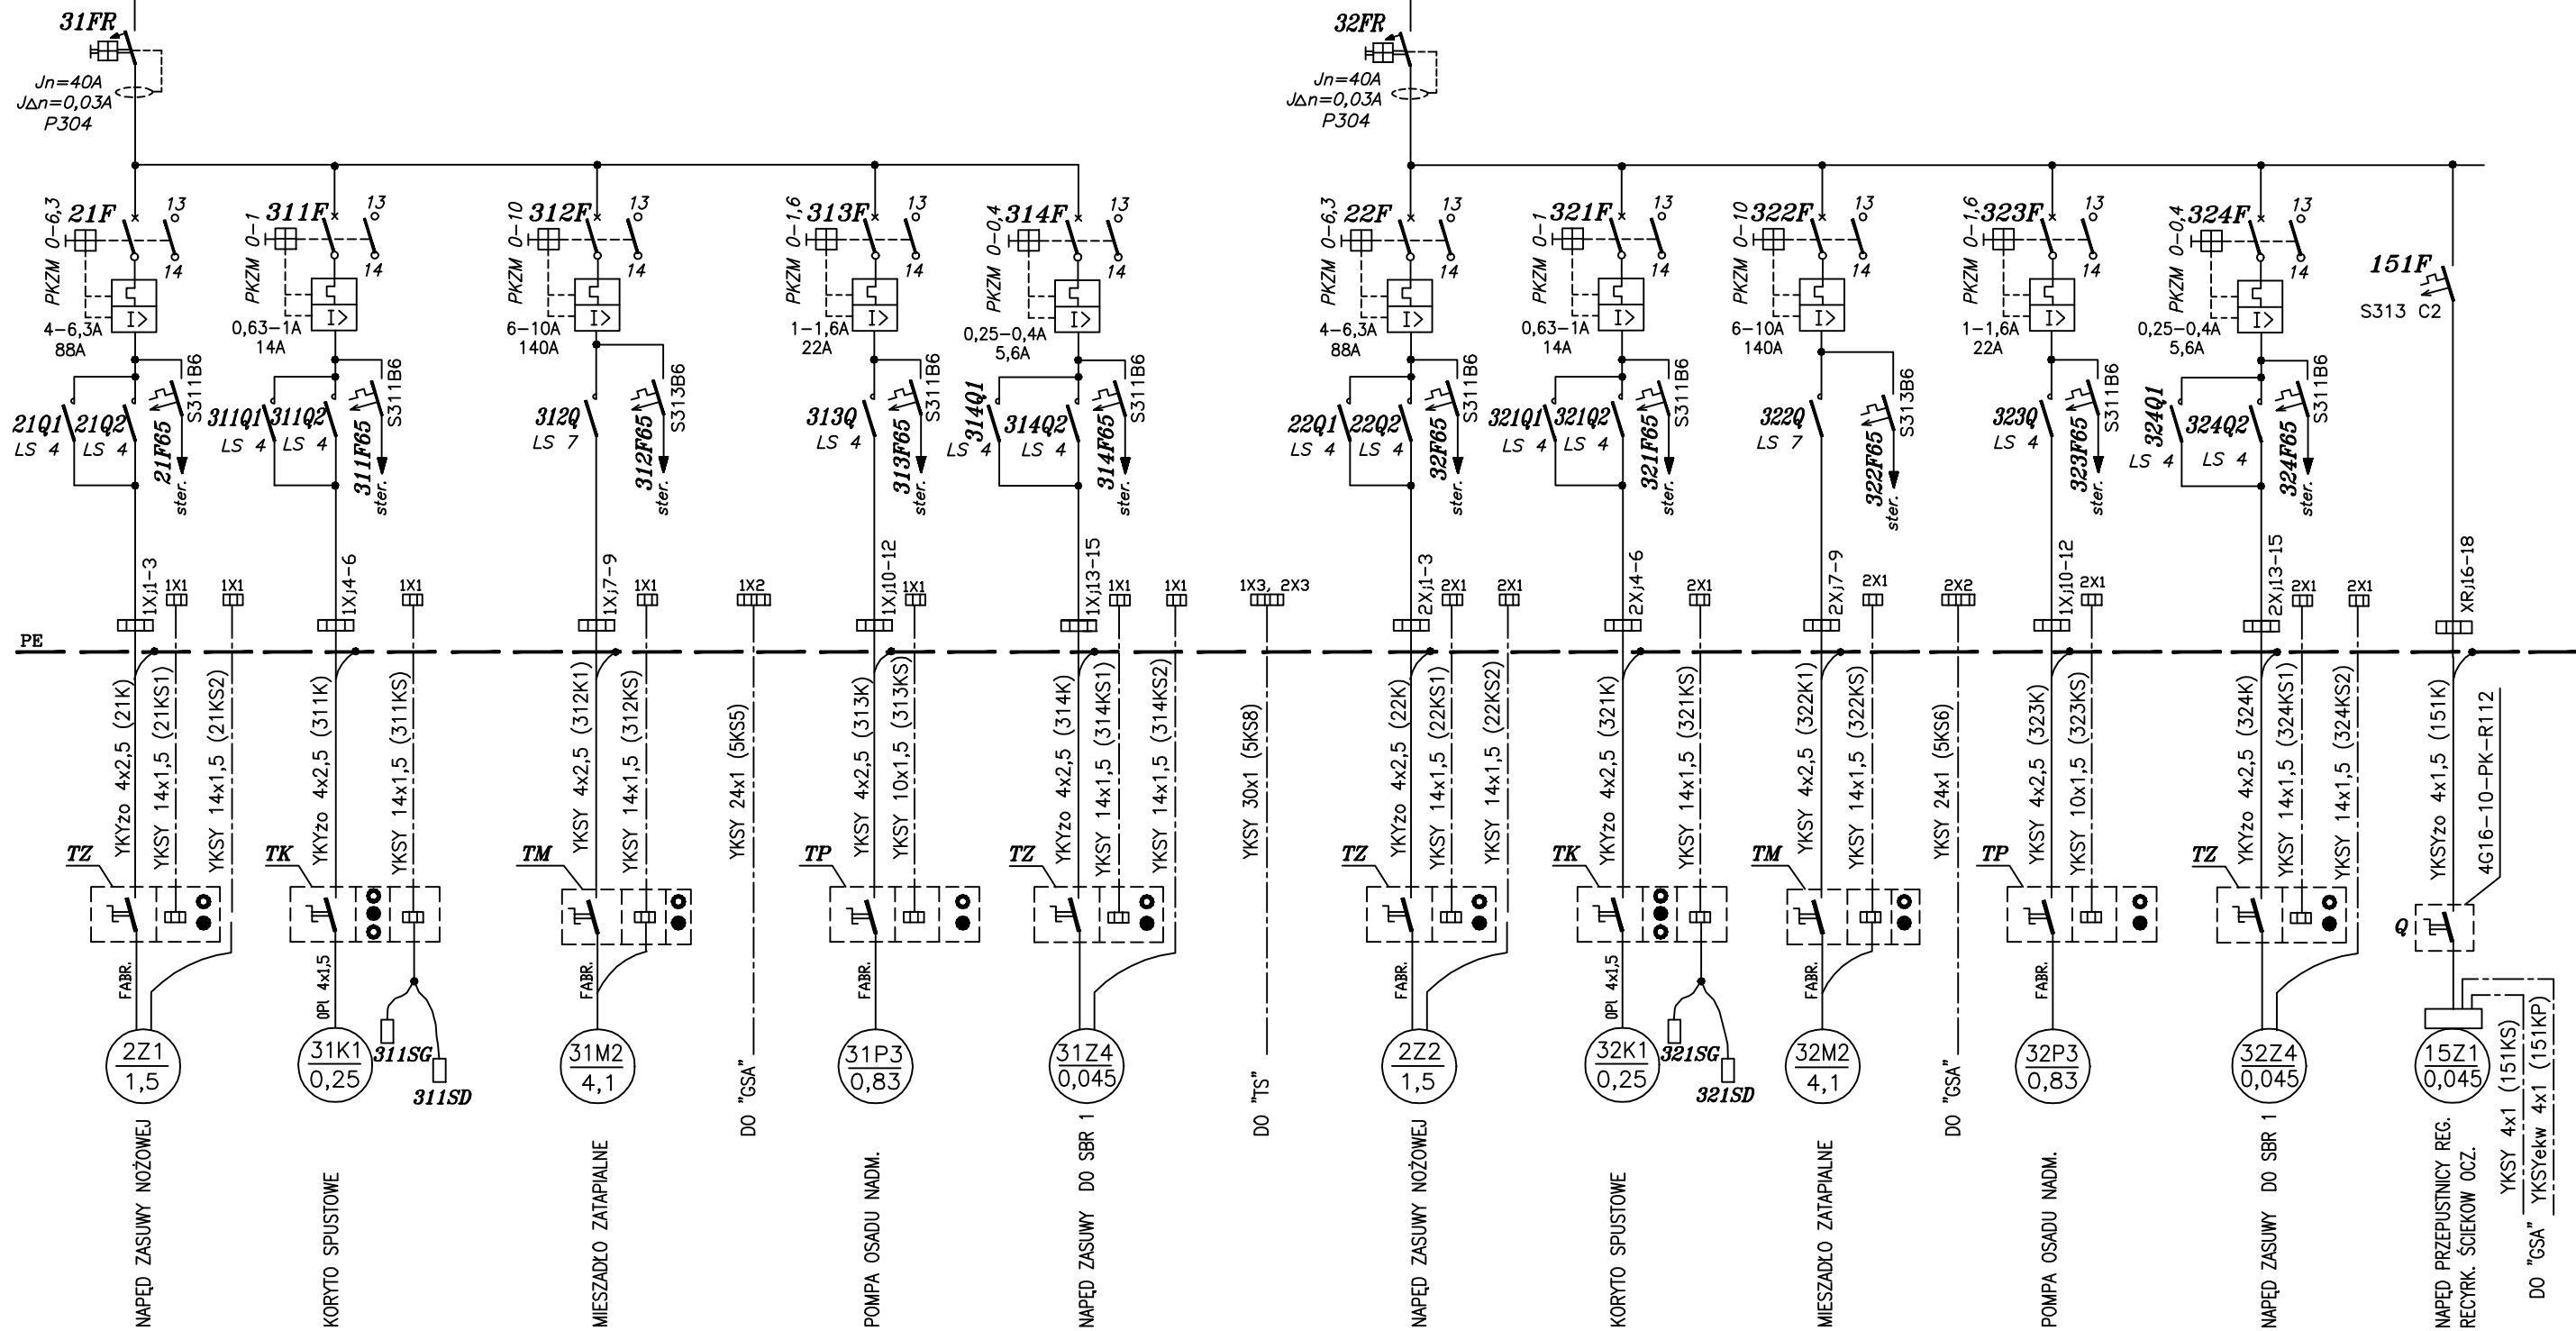 31FR
Jn=40A
JΔn=0,03A
P304
32FR
Jn=40A
JΔn=0,03A
P304
21F
13
14
PKZM 0-6,3
I>
4-6,3A
88A
311F
13
14
PKZM 0-1
I>
0,63-1A
14A
312F
13
14
PKZM 0-10
I>
6-10A
140A
313F
13
14
PKZM 0-1,6
I>
1-1,6A
22A
314F
13
14
PKZM 0-0,4
I>
0,25-0,4A
5,6A
22F
13
14
PKZM 0-6,3
I>
4-6,3A
88A
321F
13
14
PKZM 0-1
I>
0,63-1A
14A
322F
13
14
PKZM 0-10
I>
6-10A
140A
323F
13
14
PKZM 0-1,6
I>
1-1,6A
22A
324F
13
14
PKZM 0-0,4
I>
0,25-0,4A
5,6A
151F
S313 C2
21Q1
LS 4
21Q2
LS 4
21F65
S311B6
ster.
311Q1
LS 4
311Q2
LS 4
311F65
S311B6
ster.
312Q
LS 7
312F65
S313B6
ster.
313Q
LS 4
313F65
S311B6
ster.
314Q1
LS 4
314Q2
LS 4
314F65
S311B6
ster.
22Q1
LS 4
22Q2
LS 4
32F65
S311B6
ster.
321Q1
LS 4
321Q2
LS 4
321F65
S311B6
ster.
322Q
LS 7
322F65
S313B6
ster.
323Q
LS 4
323F65
S311B6
ster.
324Q1
LS 4
324Q2
LS 4
324F65
S311B6
ster.
1X;1-3
1X1
1X1
1X;4-6
1X1
1X;7-9
1X1
1X2
1X;10-12
1X1
1X;13-15
1X1
1X1
1X3, 2X3
2X;1-3
2X1
2X1
2X;4-6
2X1
2X;7-9
2X1
2X2
1X;10-12
2X1
2X;13-15
2X1
2X1
XR;16-18
PE
YKYżo 4x2,5 (21K)
YKSY 14x1,5 (21KS1)
YKSY 14x1,5 (21KS2)
YKYżo 4x2,5 (311K)
YKSY 14x1,5 (311KS)
YKSY 4x2,5 (312K1)
YKSY 14x1,5 (312KS)
YKSY 24x1 (5KS5)
YKSY 4x2,5 (313K)
YKSY 10x1,5 (313KS)
YKYżo 4x2,5 (314K)
YKSY 14x1,5 (314KS1)
YKSY 14x1,5 (314KS2)
YKSY 30x1 (5KS8)
YKYżo 4x2,5 (22K)
YKSY 14x1,5 (22KS1)
YKSY 14x1,5 (22KS2)
YKYżo 4x2,5 (321K)
YKSY 14x1,5 (321KS)
YKSY 4x2,5 (322K1)
YKSY 14x1,5 (322KS)
YKSY 24x1 (5KS6)
YKSY 4x2,5 (323K)
YKSY 10x1,5 (323KS)
YKYżo 4x2,5 (324K)
YKSY 14x1,5 (324KS1)
YKSY 14x1,5 (324KS2)
YKSYżo 4x1,5 (151K)
4G16-10-PK-R112
TZ
TK
TM
TP
TZ
TZ
TK
TM
TP
TZ
Q
FABR.
OPl 4x1,5
FABR.
FABR.
FABR.
OPl 4x1,5
FABR.
FABR.
2Z1
1,5
31K1
0,25
311SG
311SD
31M2
4,1
DO "GSA"
31P3
0,83
31Z4
0,045
DO "TS"
2Z2
1,5
32K1
0,25
321SG
321SD
32M2
4,1
DO "GSA"
32P3
0,83
32Z4
0,045
15Z1
0,045
YKSY 4x1 (151KS)
YKSYekw 4x1 (151KP)
DO "GSA"
NAPĘD ZASUWY NOŻOWEJ
KORYTO SPUSTOWE
MIESZADŁO ZATAPIALNE
POMPA OSADU NADM.
NAPĘD ZASUWY DO SBR 1
NAPĘD ZASUWY NOŻOWEJ
KORYTO SPUSTOWE
MIESZADŁO ZATAPIALNE
POMPA OSADU NADM.
NAPĘD ZASUWY DO SBR 1
NAPĘD PRZEPUSTNICY REG.
RECYRK. ŚCIEKOW OCZ.